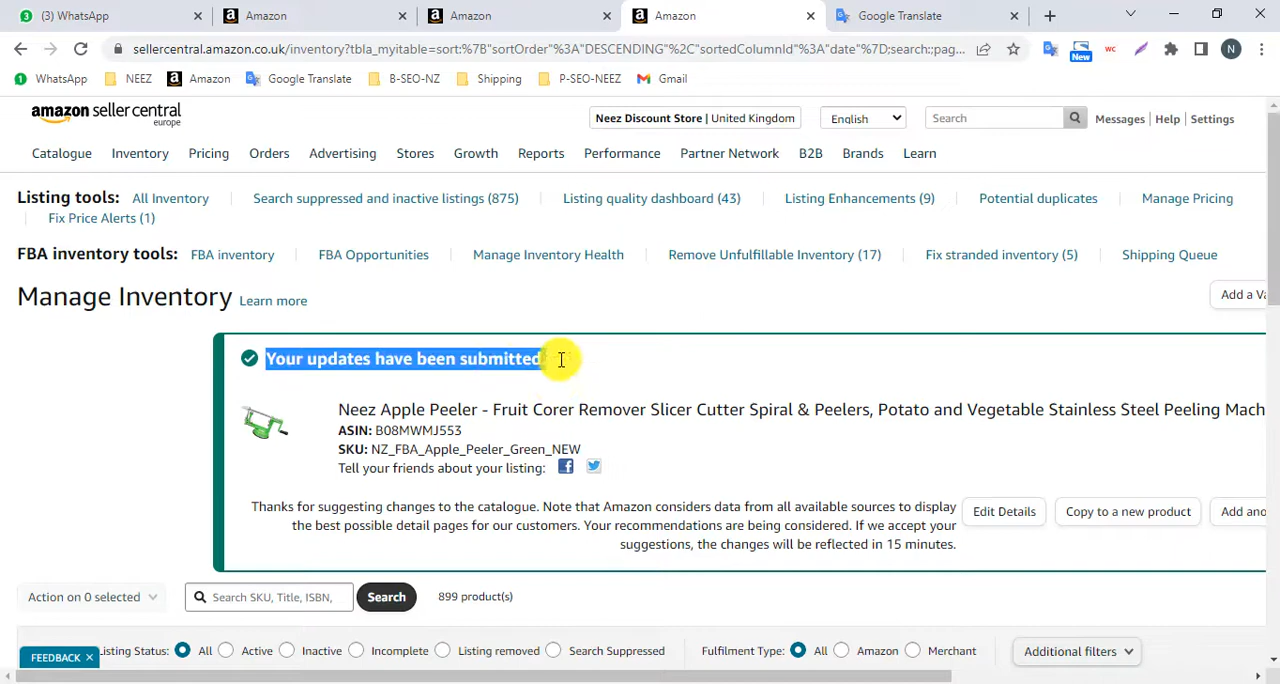 (3) WhatsApp
Amazon
Amazon
Amazon
Google Translate
sellercentral.amazon.co.uk/inventory?tbla_myitable=sort:%7B"sortOrder"%3A"DESCENDING"%2C"sortedColumnId"%3A"date"%7D;search:;pag...
New
WC
N
WhatsApp
NEEZ
Amazon
Google Translate
B-SEO-NZ
Shipping
P-SEO-NEEZ
Gmail
amazon seller central
europe
Neez Discount Store | United Kingdom
English
Search
Messages | Help | Settings
Catalogue
Inventory
Pricing
Orders
Advertising
Stores
Growth
Reports
Performance
Partner Network
B2B
Brands
Learn
Listing tools:
All Inventory
Search suppressed and inactive listings (875)
Listing quality dashboard (43)
Listing Enhancements (9)
Potential duplicates
Manage Pricing
Fix Price Alerts (1)
FBA inventory tools:
FBA inventory
FBA Opportunities
Manage Inventory Health
Remove Unfulfillable Inventory (17)
Fix stranded inventory (5)
Shipping Queue
Manage Inventory Learn more
Add a Va
Your updates have been submitted.
Neez Apple Peeler - Fruit Corer Remover Slicer Cutter Spiral & Peelers, Potato and Vegetable Stainless Steel Peeling Mach
ASIN: B08MWMJ553
SKU: NZ_FBA_Apple_Peeler_Green_NEW
Tell your friends about your listing:
Thanks for suggesting changes to the catalogue. Note that Amazon considers data from all available sources to display
the best possible detail pages for our customers. Your recommendations are being considered. If we accept your
suggestions, the changes will be reflected in 15 minutes.
Edit Details
Copy to a new product
Add ano
Action on 0 selected
Search SKU, Title, ISBN,
Search
899 product(s)
FEEDBACK ×
Listing Status:
All
Active
Inactive
Incomplete
Listing removed
Search Suppressed
Fulfilment Type:
All
Amazon
Merchant
Additional filters